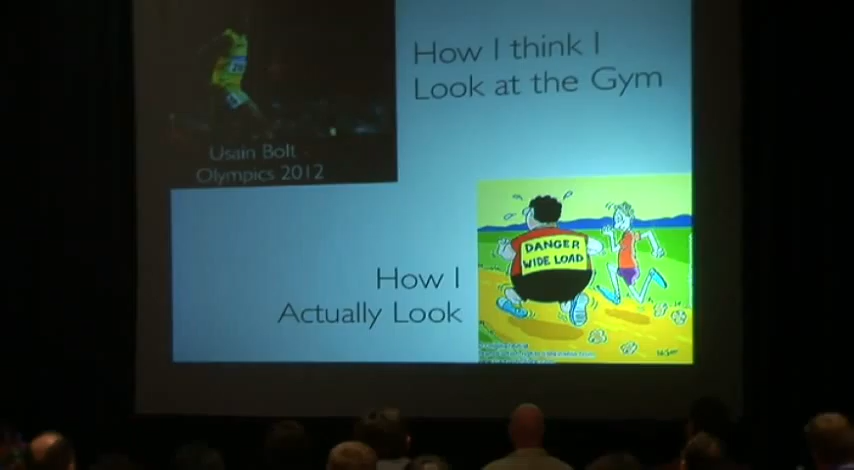 How I think I
Look at the Gym
Usain Bolt
Olympics 2012
How I
Actually Look
DANGER
WIDE LOAD